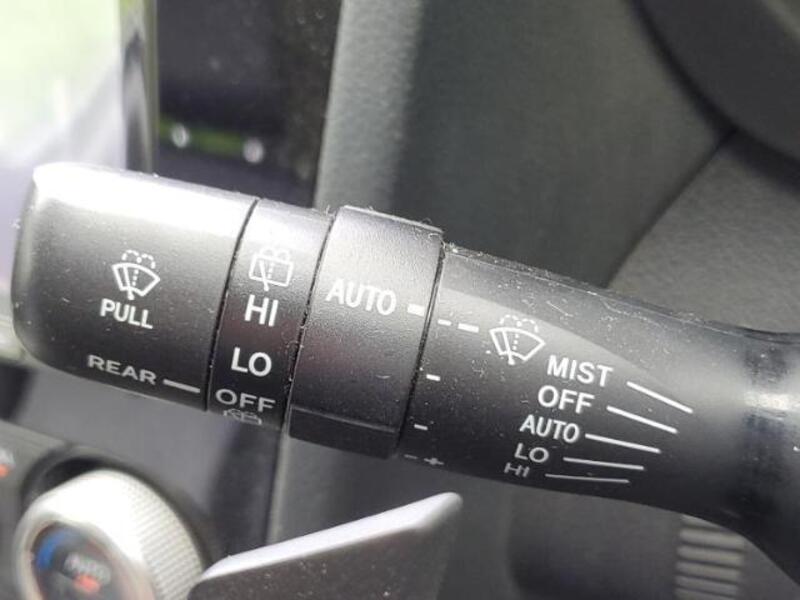 PULL
REAR
HI
LO
OFF
AUTO
- +
MIST
OFF
AUTO
LO
HI